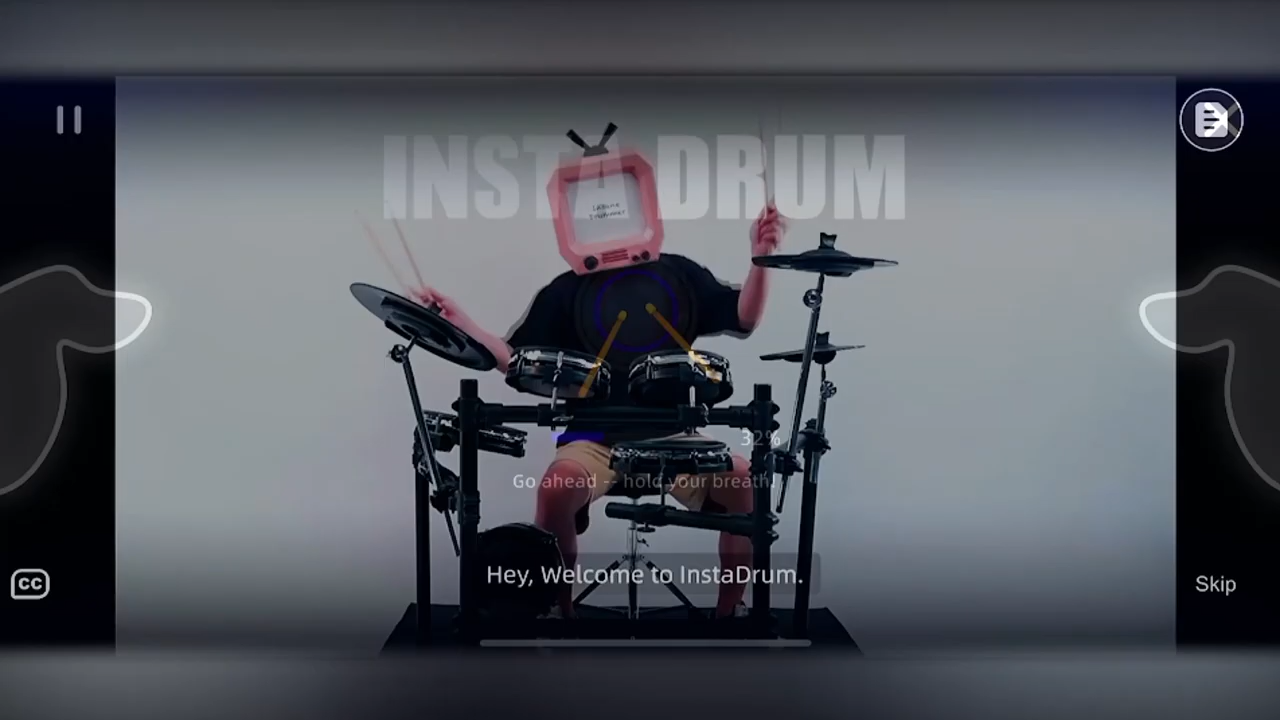 INSTA DRUM
32%
Go ahead -- hold your breath!
Hey, Welcome to InstaDrum.
CC
Skip